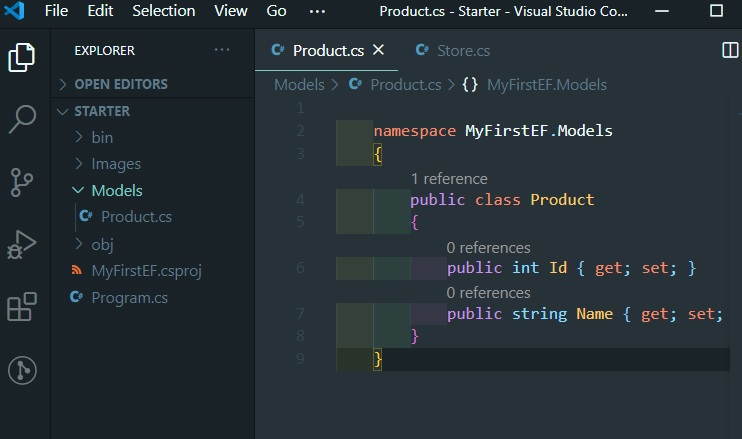 File Edit Selection View Go ··· Product.cs - Starter - Visual Studio Co...
EXPLORER ···
OPEN EDITORS
STARTER
bin
Images
Models
C# Product.cs
obj
MyFirstEF.csproj
C# Program.cs
C# Product.cs × C# Store.cs
Models > C# Product.cs > {} MyFirstEF.Models
1
2 namespace MyFirstEF.Models
3 {
1 reference
4 public class Product
5 {
0 references
6 public int Id { get; set; }
0 references
7 public string Name { get; set;
8 }
9 }